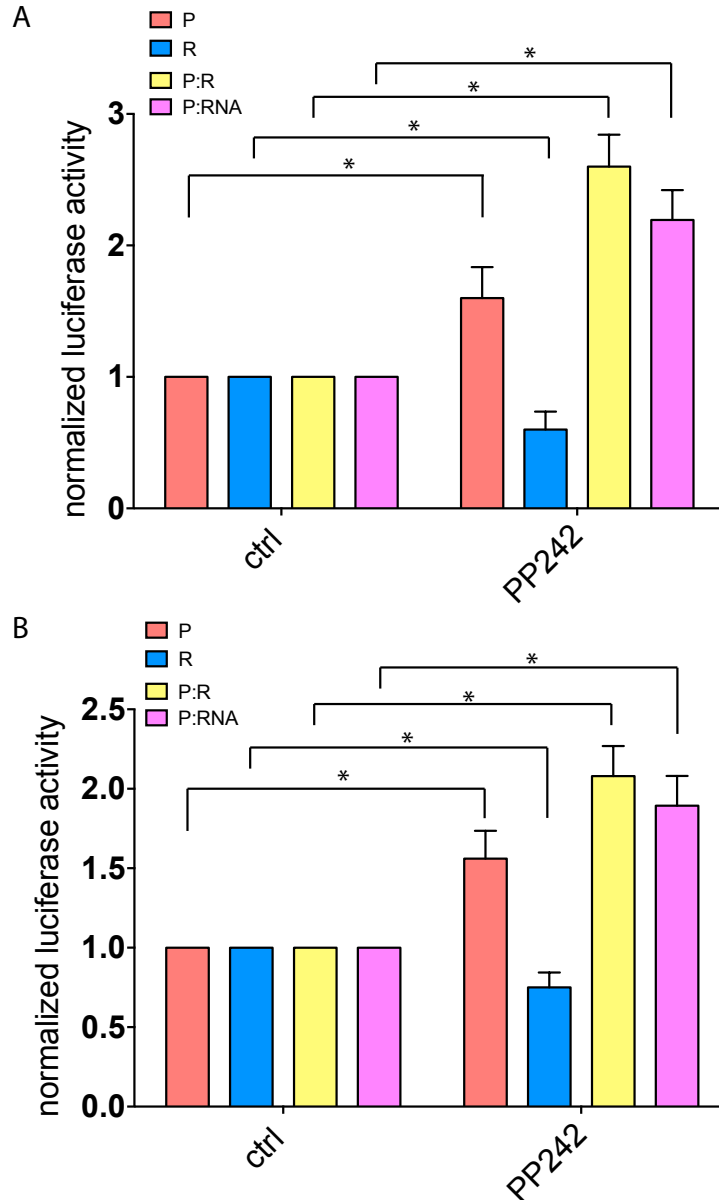 A
P
R
P:R
P:RNA
*
*
*
*
normalized luciferase activity
3
2
1
0
ctrl
PP242
B
P
R
P:R
P:RNA
*
*
*
*
normalized luciferase activity
2.5
2.0
1.5
1.0
0.5
0.0
ctrl
PP242